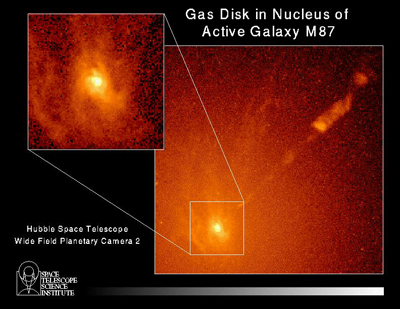 Gas Disk in Nucleus of
Active Galaxy M87
Hubble Space Telescope
Wide Field Planetary Camera 2
SPACE
TELESCOPE
SCIENCE
INSTITUTE